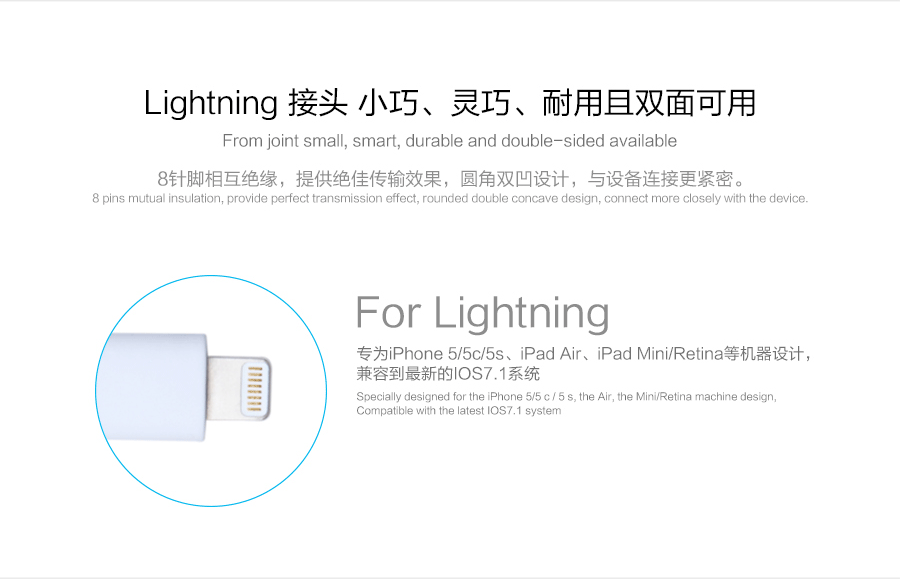 Lightning 接头 小巧、灵巧、耐用且双面可用
From joint small, smart, durable and double-sided available
8针脚相互绝缘，提供绝佳传输效果，圆角双凹设计，与设备连接更紧密。
8 pins mutual insulation, provide perfect transmission effect, rounded double concave design, connect more closely with the device.
For Lightning
专为iPhone 5/5c/5s、iPad Air、iPad Mini/Retina等机器设计，
兼容到最新的IOS7.1系统
Specially designed for the iPhone 5/5 c / 5 s, the Air, the Mini/Retina machine design,
Compatible with the latest IOS7.1 system